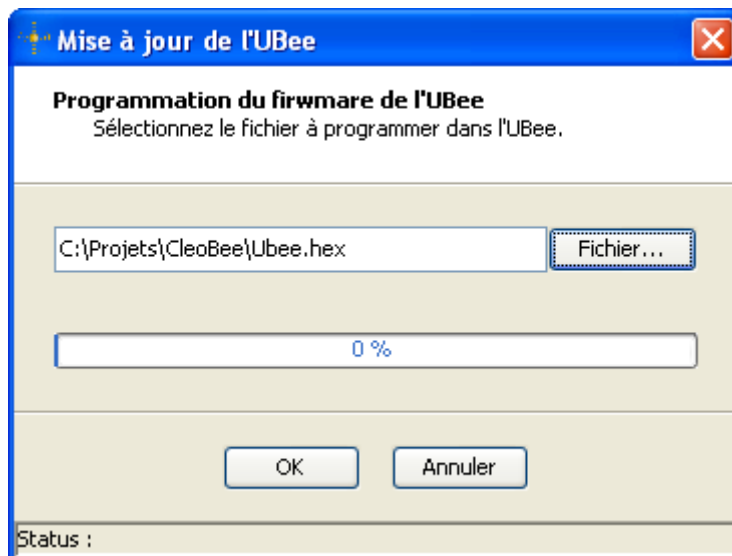 Mise à jour de l'UBee
Programmation du firwmare de l'UBee
Sélectionnez le fichier à programmer dans l'UBee.
C:\Projets\CleoBee\Ubee.hex
Fichier...
0 %
OK
Annuler
Status :